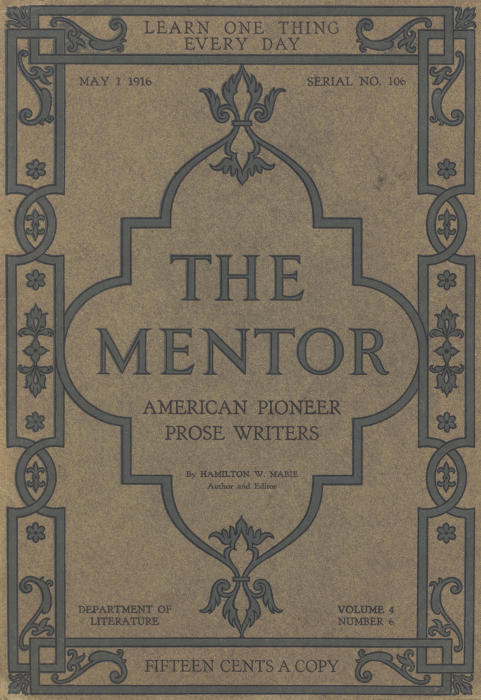 LEARN ONE THING
EVERY DAY
MAY 1 1916
SERIAL NO. 106
THE
MENTOR
AMERICAN PIONEER
PROSE WRITERS
By HAMILTON W. MABIE
Author and Editor
DEPARTMENT OF
LITERATURE
VOLUME 4
NUMBER 6
FIFTEEN CENTS A COPY